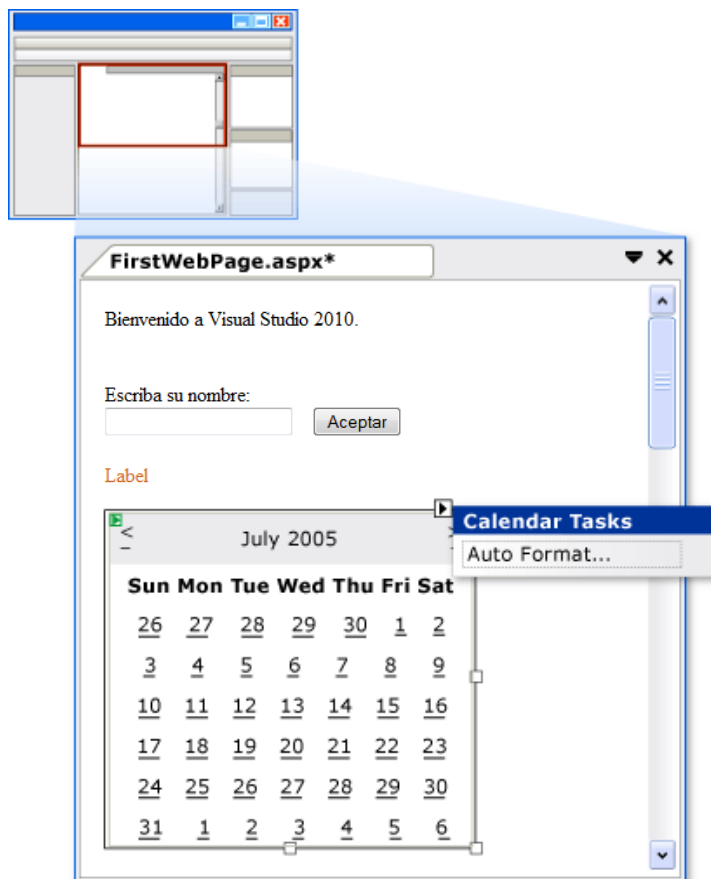 FirstWebPage.aspx*
Bienvenido a Visual Studio 2010.
Escriba su nombre:
Aceptar
Label
Calendar Tasks
Auto Format...
< July 2005 >
Sun Mon Tue Wed Thu Fri Sat
26 27 28 29 30 1 2
3 4 5 6 7 8 9
10 11 12 13 14 15 16
17 18 19 20 21 22 23
24 25 26 27 28 29 30
31 1 2 3 4 5 6